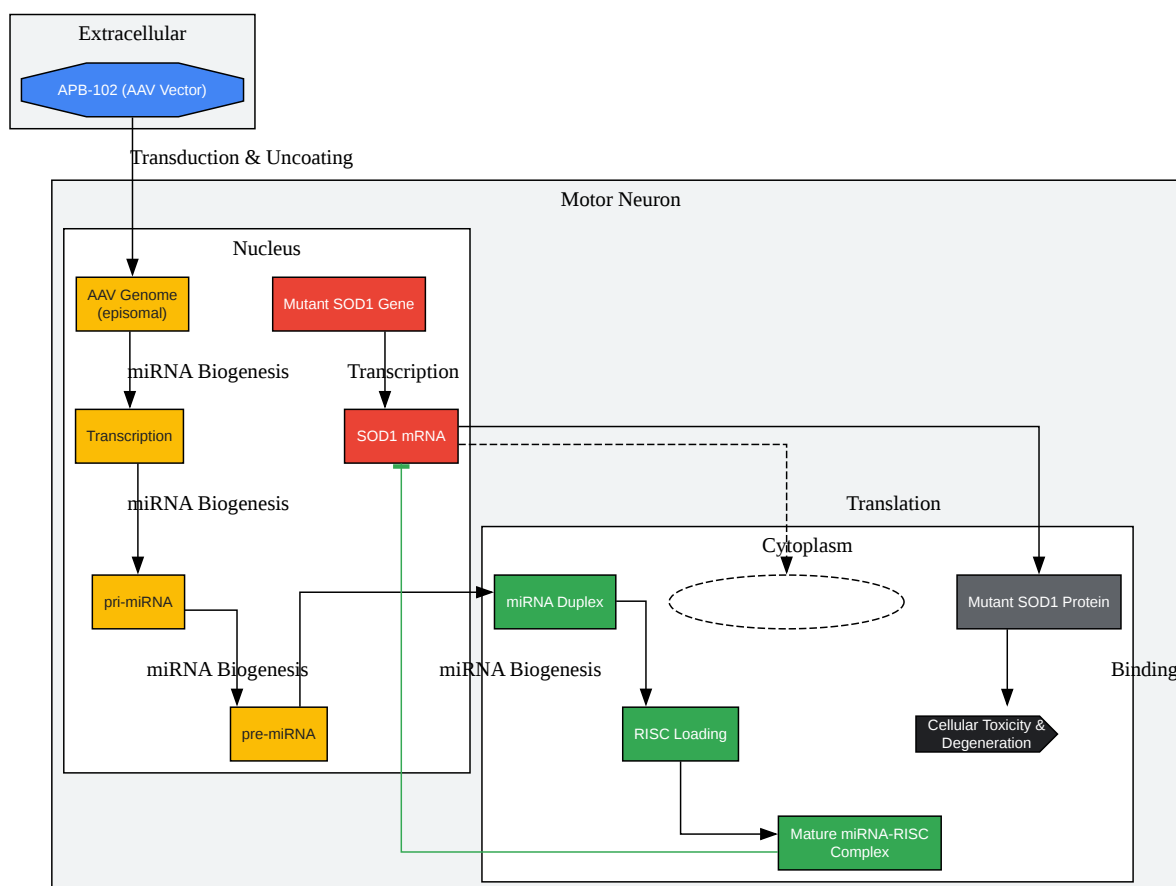 Extracellular
APB-102 (AAV Vector)
Transduction & Uncoating
Motor Neuron
Nucleus
AAV Genome
(episomal)
Mutant SOD1 Gene
miRNA Biogenesis
Transcription
Transcription
SOD1 mRNA
miRNA Biogenesis
Translation
Cytoplasm
pri-miRNA
miRNA Duplex
Mutant SOD1 Protein
miRNA Biogenesis
miRNA Biogenesis
Binding
pre-miRNA
RISC Loading
Cellular Toxicity &
Degeneration
Mature miRNA-RISC
Complex